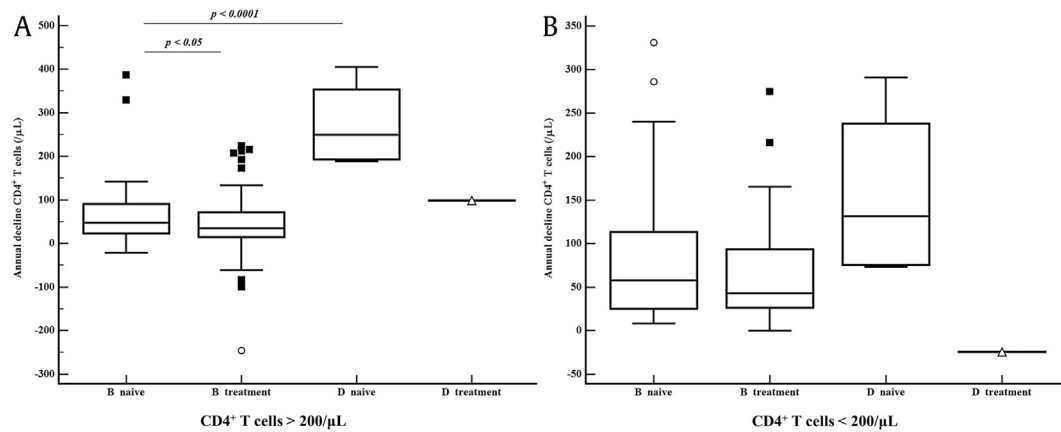 A
p < 0.0001
p < 0.05
Annual decline CD4⁺ T cells (/μL)
500
400
300
200
100
0
-100
-200
-300
B naive
B treatment
D naive
D treatment
CD4⁺ T cells > 200/μL
B
Annual decline CD4⁺ T cells (/μL)
350
300
250
200
150
100
50
0
-50
B naive
B treatment
D naive
D treatment
CD4⁺ T cells < 200/μL